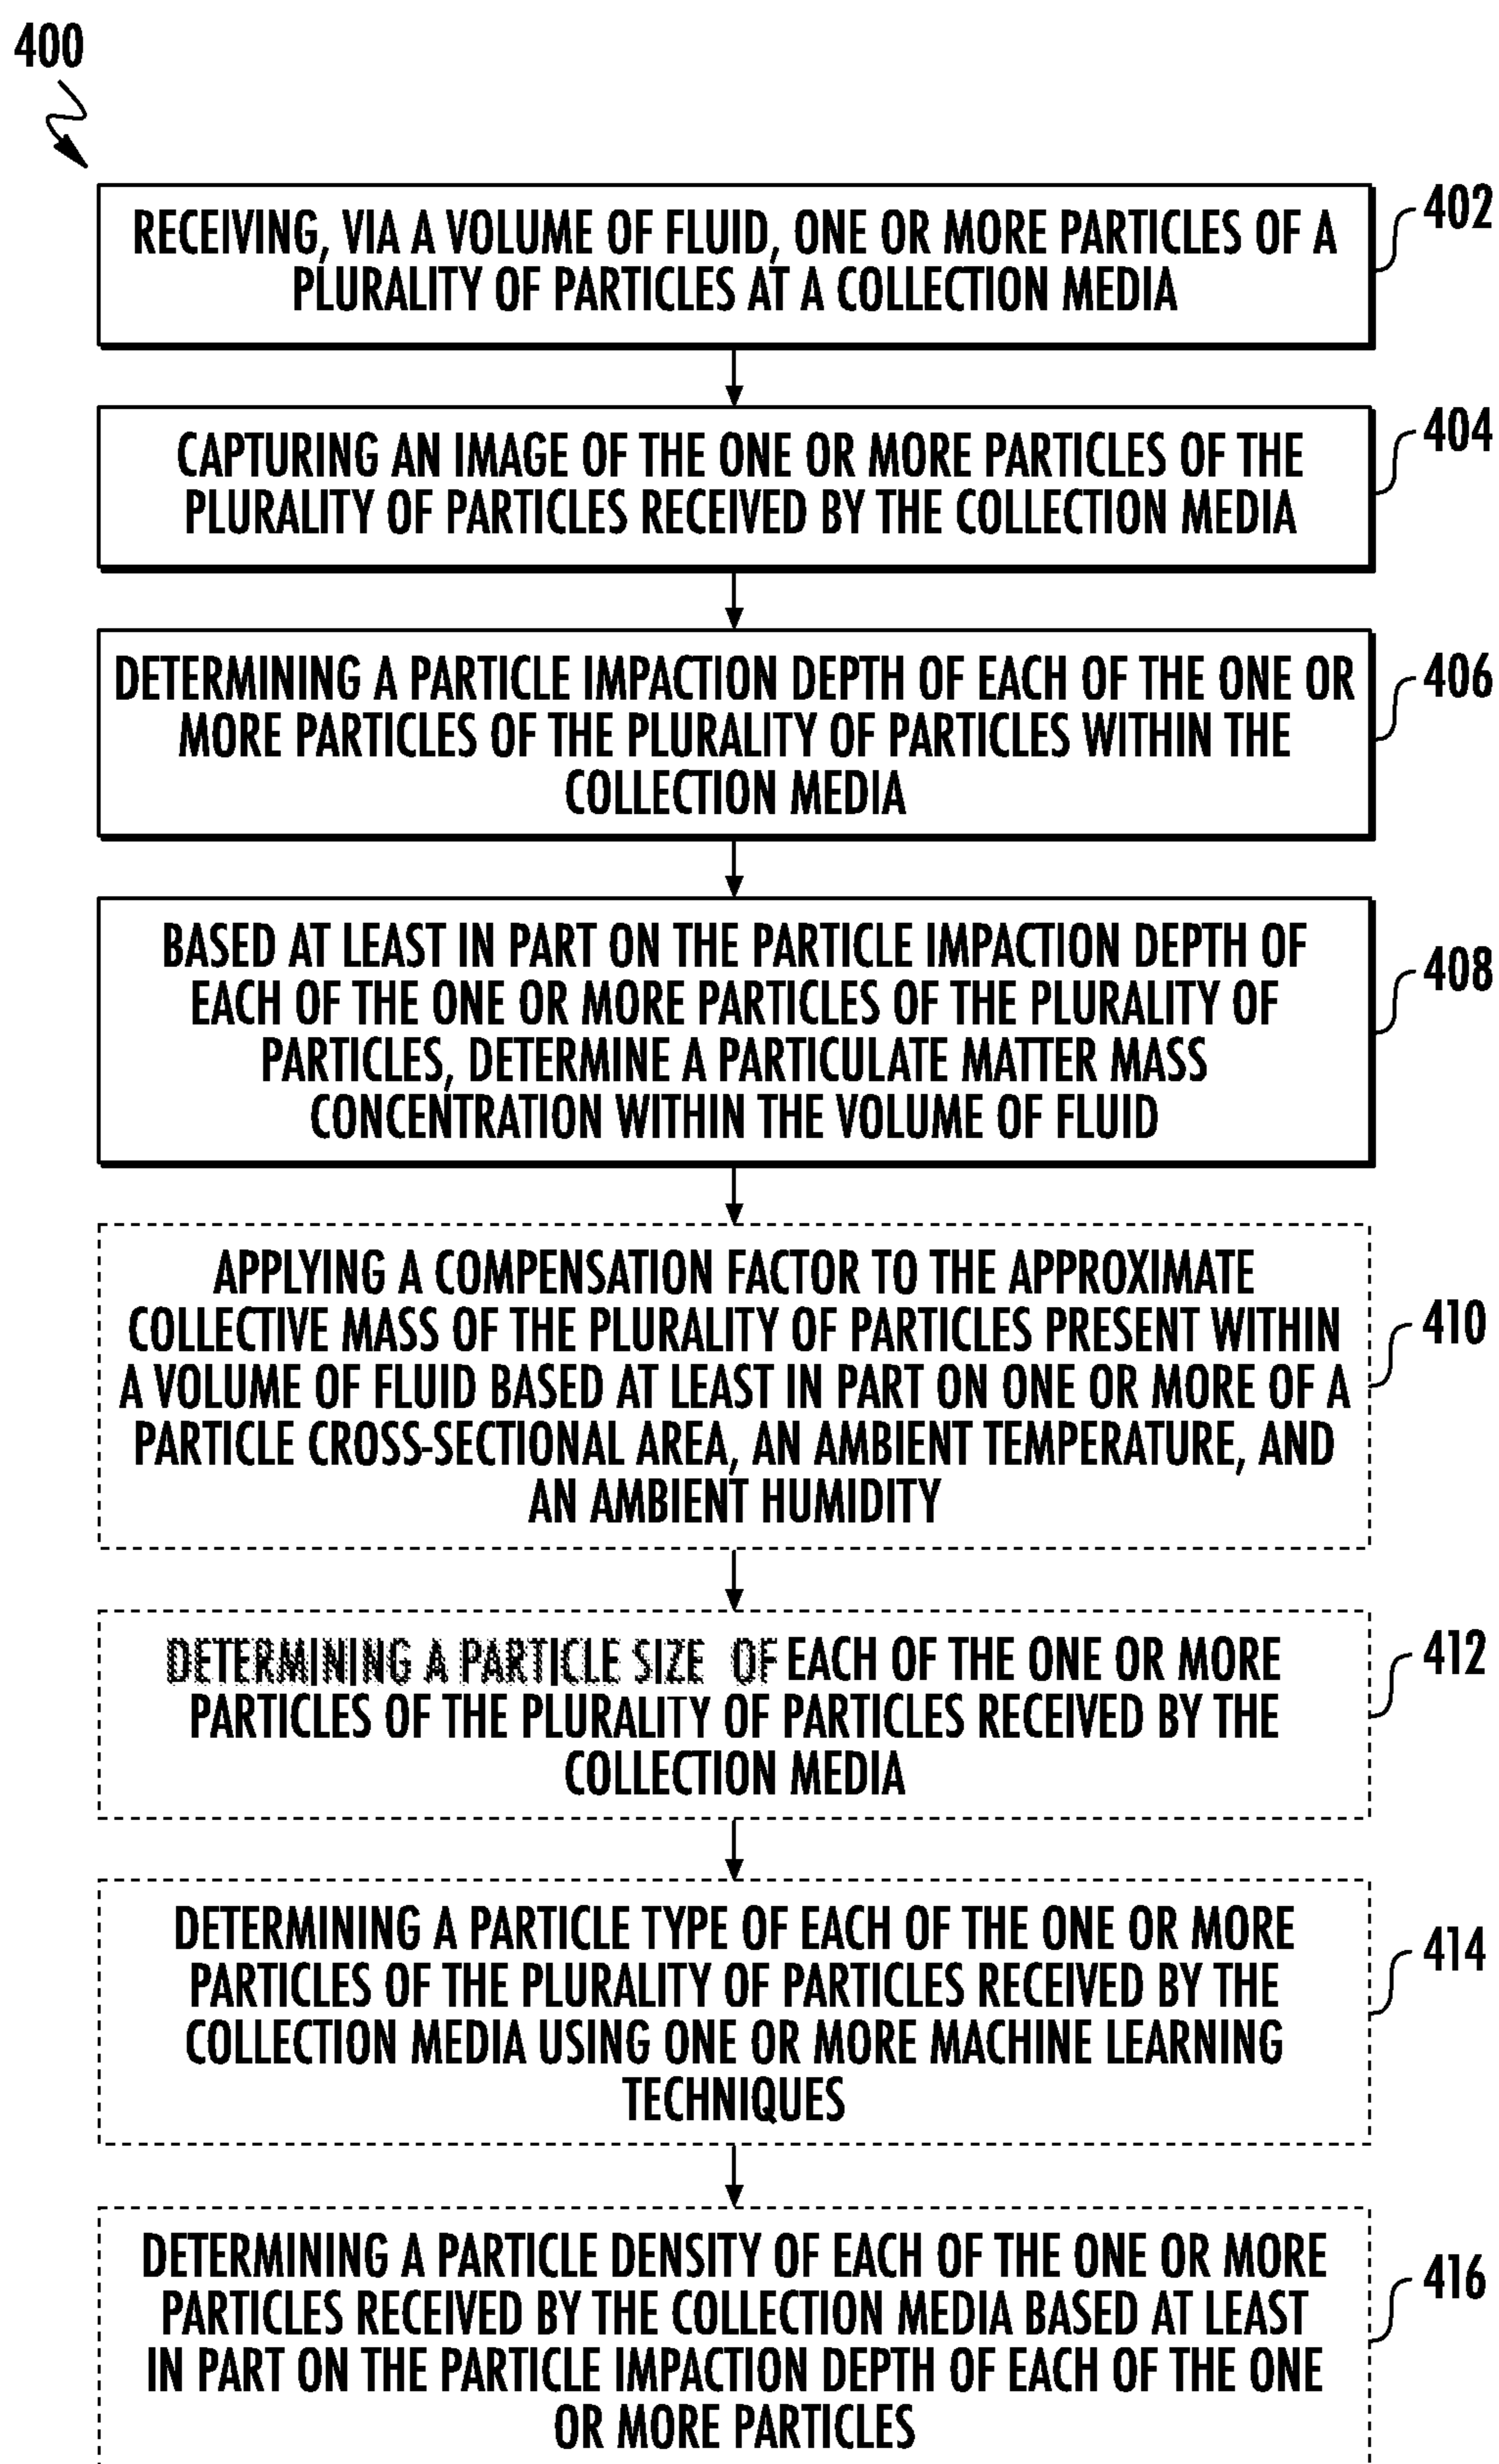 400
RECEIVING, VIA A VOLUME OF FLUID, ONE OR MORE PARTICLES OF A
PLURALITY OF PARTICLES AT A COLLECTION MEDIA
402
CAPTURING AN IMAGE OF THE ONE OR MORE PARTICLES OF THE
PLURALITY OF PARTICLES RECEIVED BY THE COLLECTION MEDIA
404
DETERMINING A PARTICLE IMPACTION DEPTH OF EACH OF THE ONE OR
MORE PARTICLES OF THE PLURALITY OF PARTICLES WITHIN THE
COLLECTION MEDIA
406
BASED AT LEAST IN PART ON THE PARTICLE IMPACTION DEPTH OF
EACH OF THE ONE OR MORE PARTICLES OF THE PLURALITY OF
PARTICLES, DETERMINE A PARTICULATE MATTER MASS
CONCENTRATION WITHIN THE VOLUME OF FLUID
408
APPLYING A COMPENSATION FACTOR TO THE APPROXIMATE
COLLECTIVE MASS OF THE PLURALITY OF PARTICLES PRESENT WITHIN
A VOLUME OF FLUID BASED AT LEAST IN PART ON ONE OR MORE OF A
PARTICLE CROSS-SECTIONAL AREA, AN AMBIENT TEMPERATURE, AND
AN AMBIENT HUMIDITY
410
DETERMINING A PARTICLE SIZE OF EACH OF THE ONE OR MORE
PARTICLES OF THE PLURALITY OF PARTICLES RECEIVED BY THE
COLLECTION MEDIA
412
DETERMINING A PARTICLE TYPE OF EACH OF THE ONE OR MORE
PARTICLES OF THE PLURALITY OF PARTICLES RECEIVED BY THE
COLLECTION MEDIA USING ONE OR MORE MACHINE LEARNING
TECHNIQUES
414
DETERMINING A PARTICLE DENSITY OF EACH OF THE ONE OR MORE
PARTICLES RECEIVED BY THE COLLECTION MEDIA BASED AT LEAST
IN PART ON THE PARTICLE IMPACTION DEPTH OF EACH OF THE ONE
OR MORE PARTICLES
416